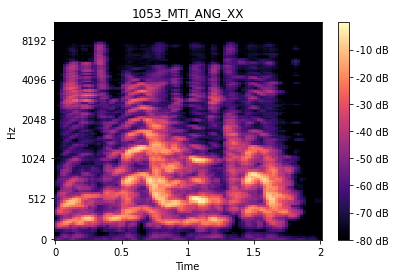 1053_MTI_ANG_XX
8192
4096
2048
1024
512
0
Hz
0
0.5
1
1.5
2
Time
-10 dB
-20 dB
-30 dB
-40 dB
-50 dB
-60 dB
-70 dB
-80 dB